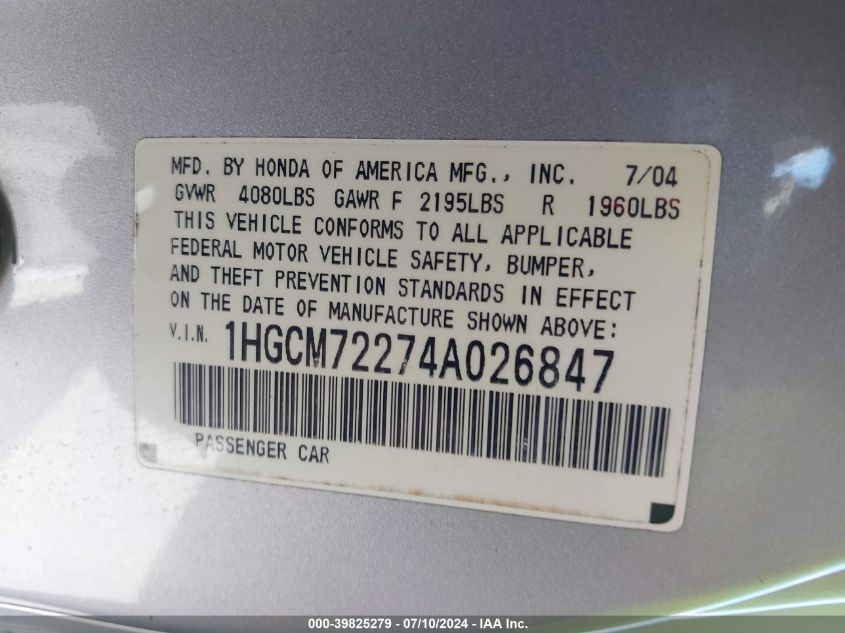 MFD. BY HONDA OF AMERICA MFG., INC. 7/04
GVWR 4080LBS GAWR F 2195LBS R 1960LBS
THIS VEHICLE CONFORMS TO ALL APPLICABLE
FEDERAL MOTOR VEHICLE SAFETY, BUMPER,
AND THEFT PREVENTION STANDARDS IN EFFECT
ON THE DATE OF MANUFACTURE SHOWN ABOVE:
V.I.N. 1HGCM72274A026847
PASSENGER CAR
000-39825279 - 07/10/2024 - IAA Inc.